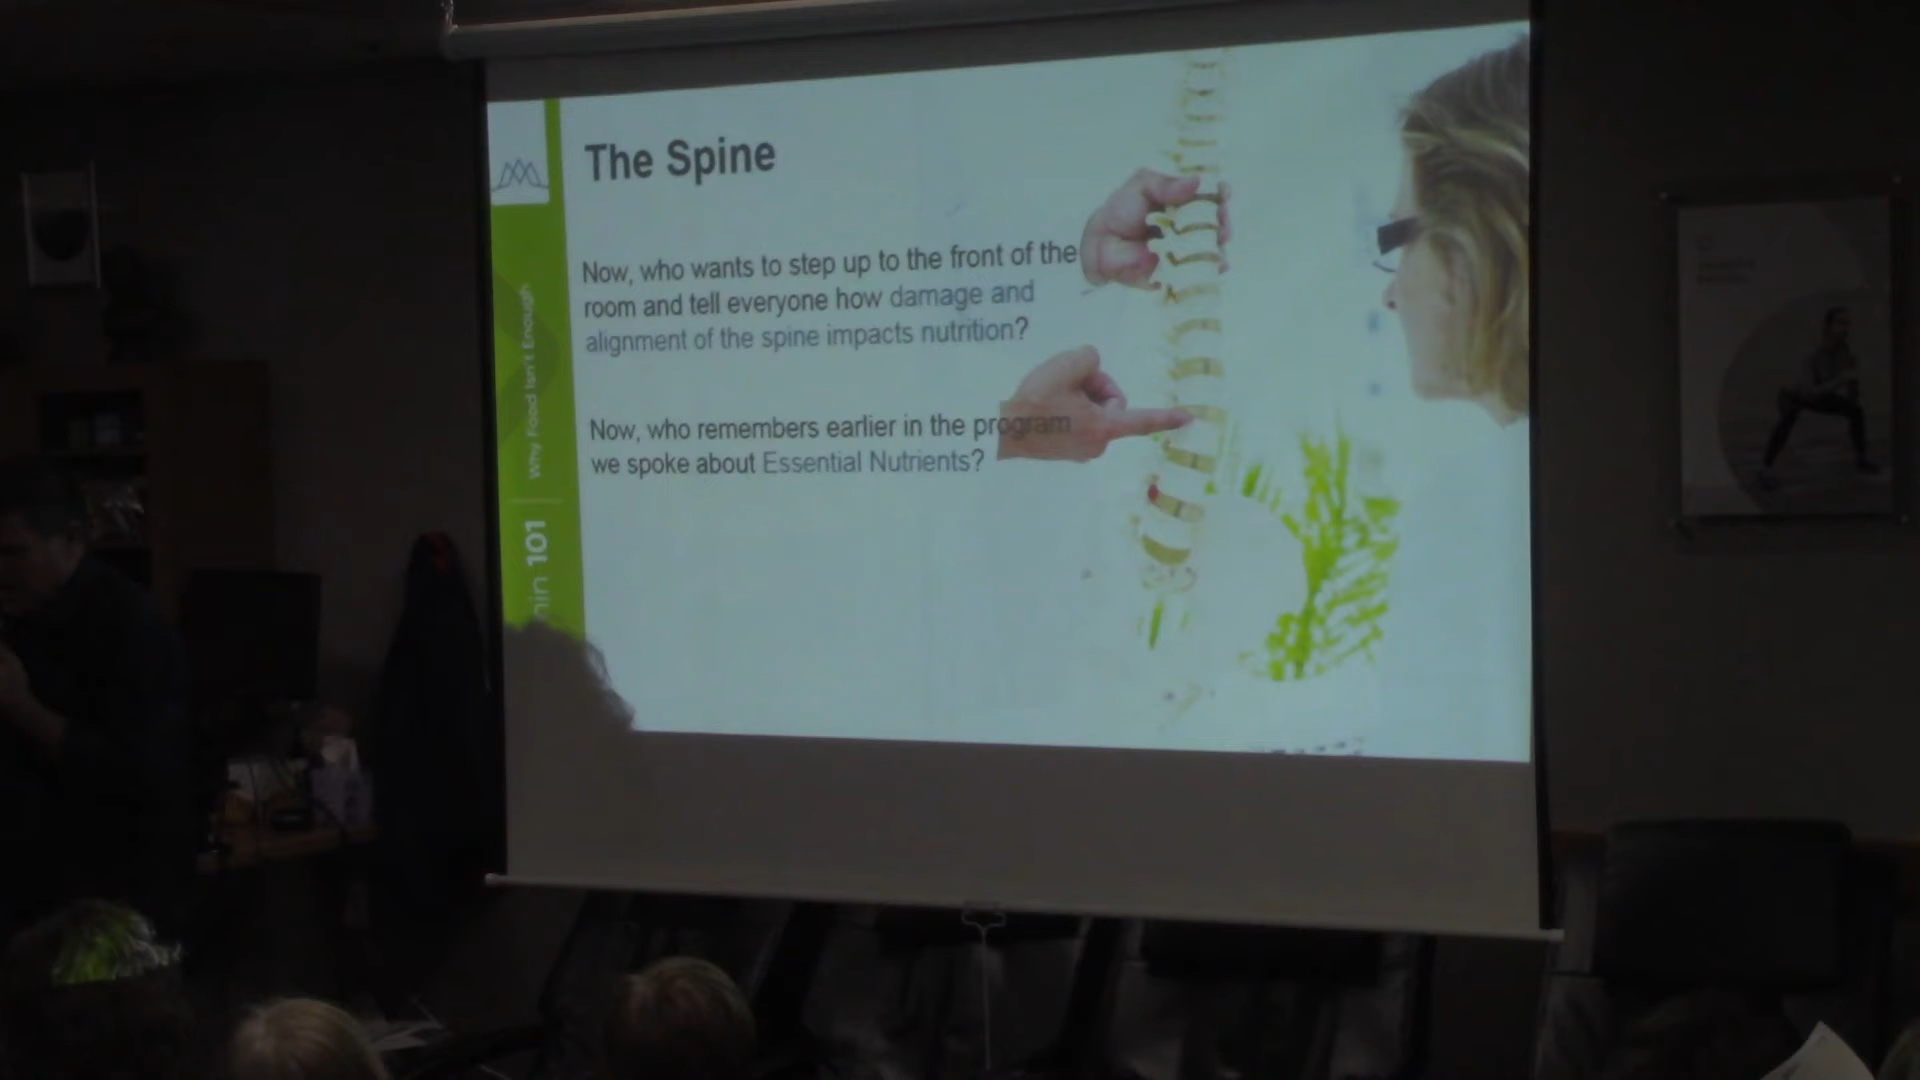 The Spine
Now, who wants to step up to the front of the
room and tell everyone how damage and
alignment of the spine impacts nutrition?
Now, who remembers earlier in the program
we spoke about Essential Nutrients?
Why Food Isn't Enough
101